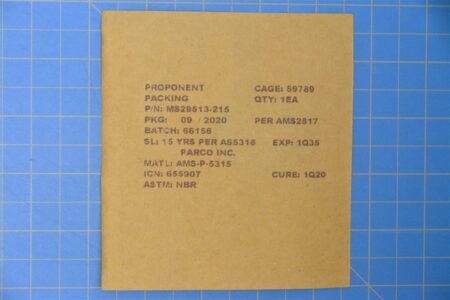 PROPONENT CAGE: 59789
PACKING QTY: 1EA
P/N: MS29513-215
PKG: 09 / 2020 PER AMS2817
BATCH: 66156
SL: 15 YRS PER AS5316 EXP: 1Q35
PARCO INC.
MATL: AMS-P-5315
ICN: 655907 CURE: 1Q20
ASTM: NBR